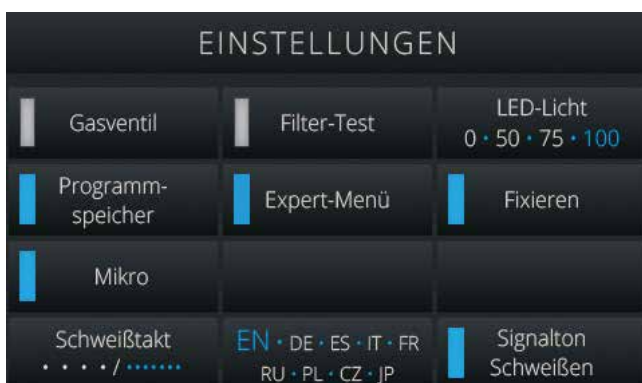 EINSTELLUNGEN
Gasventil
Filter-Test
LED-Licht
0 · 50 · 75 · 100
Programm-
speicher
Expert-Menü
Fixieren
Mikro
Schweißtakt
· · · · / ·······
EN · DE · ES · IT · FR
RU · PL · CZ · JP
Signalton
Schweißen